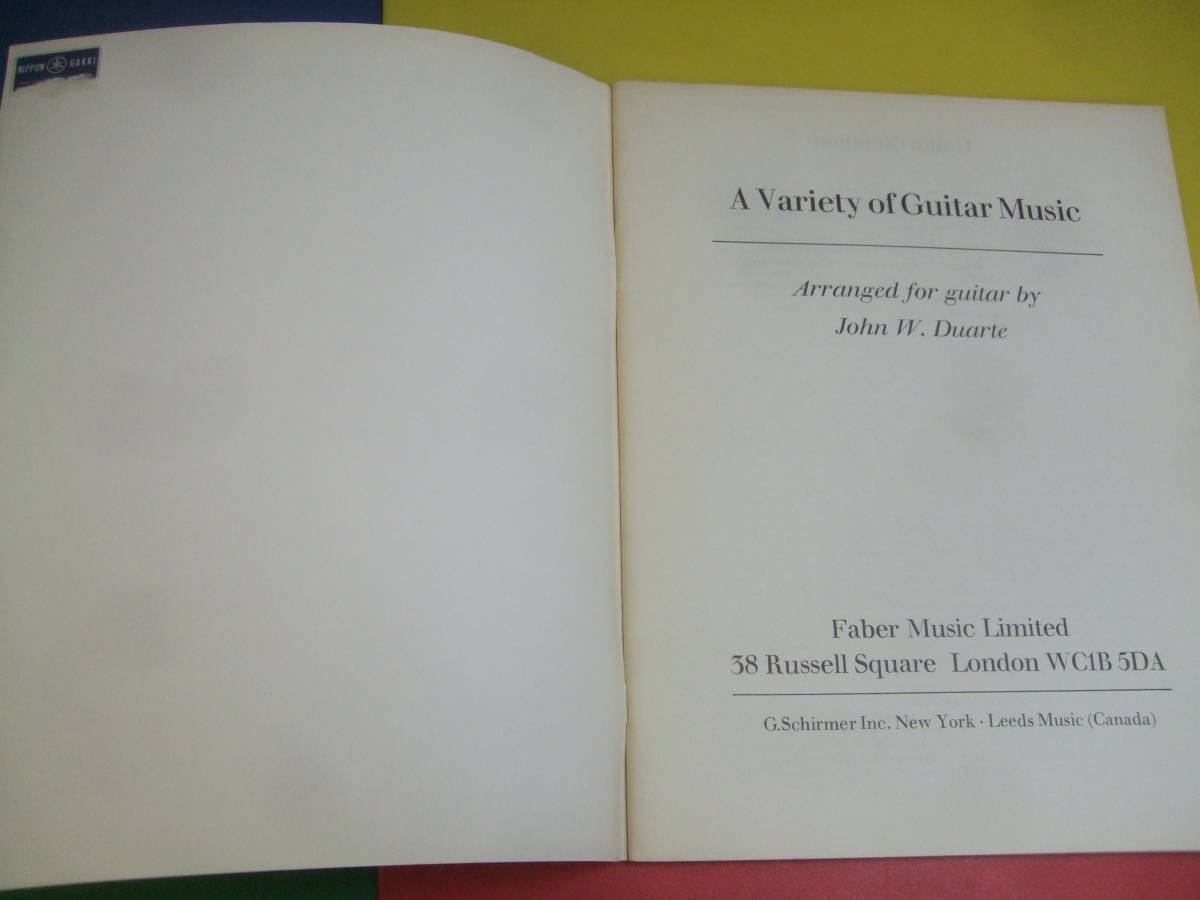 NIPPON GAKKI
A Variety of Guitar Music
Arranged for guitar by
John W. Duarte
Faber Music Limited
38 Russell Square London WC1B 5DA
G.Schirmer Inc. New York · Leeds Music (Canada)